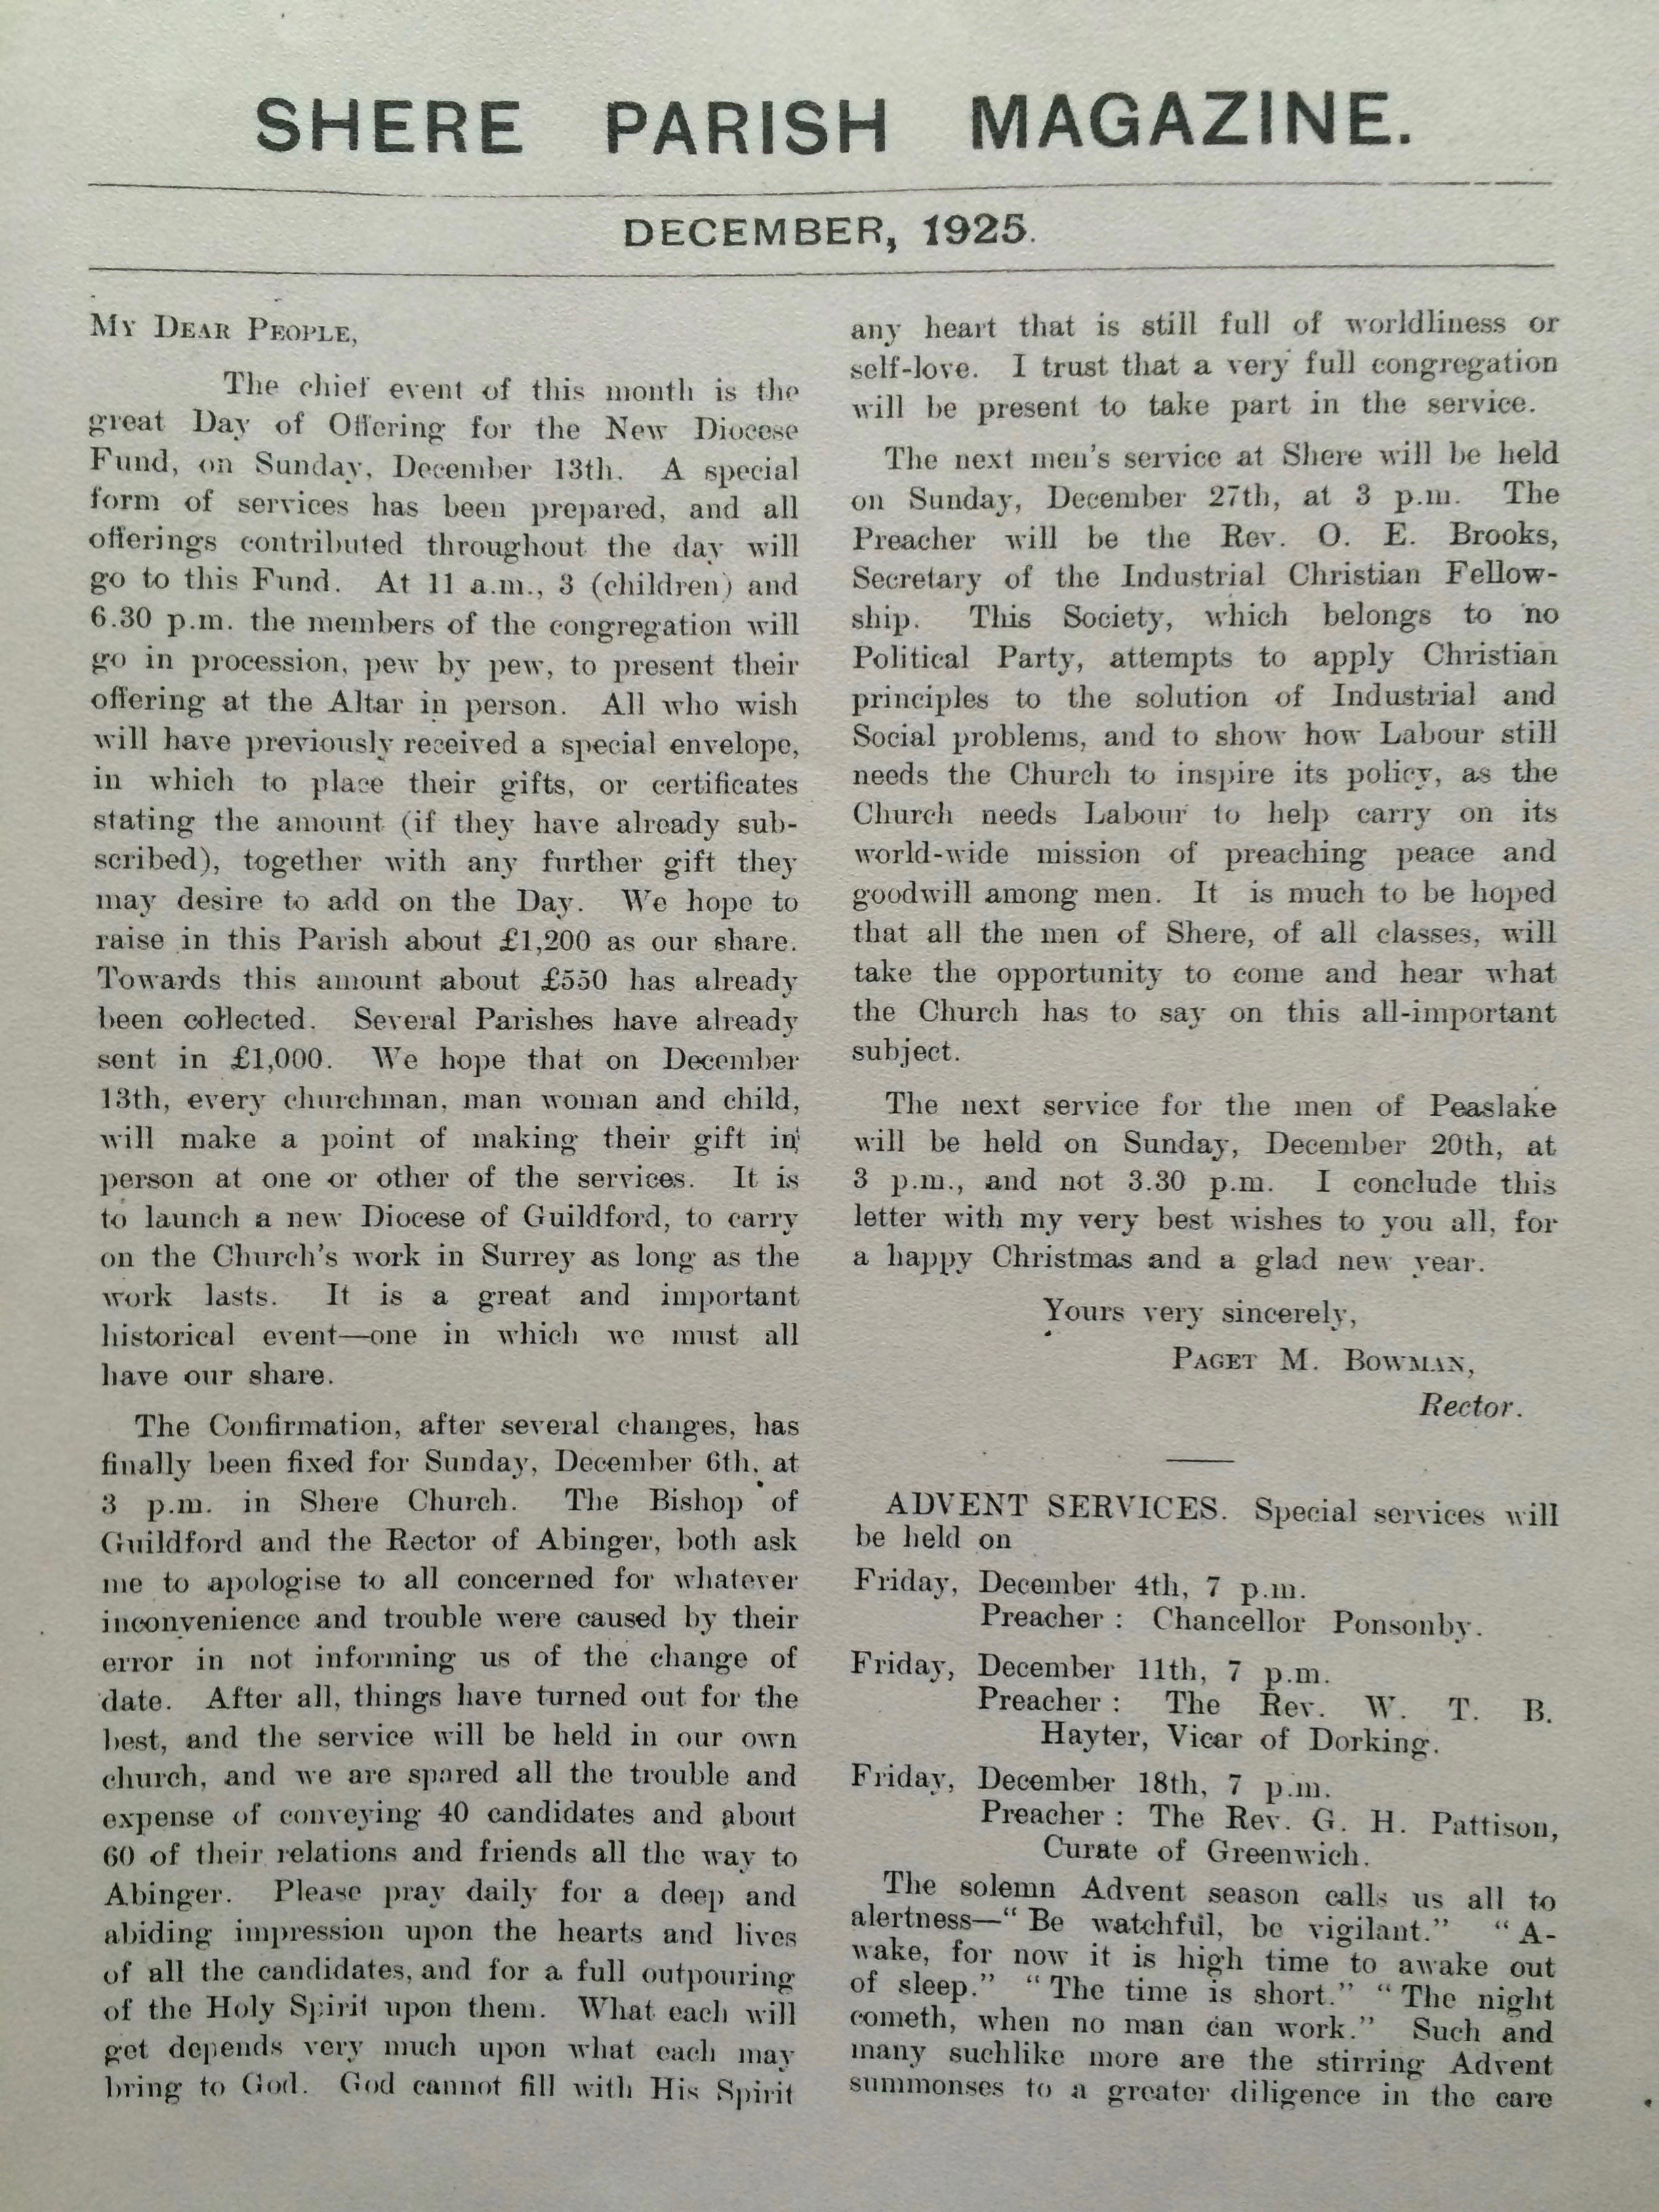 SHERE PARISH MAGAZINE.
DECEMBER, 1925.
MY DEAR PEOPLE,
The chief event of this month is the
great Day of Offering for the New Diocese
Fund, on Sunday, December 13th. A special
form of services has been prepared, and all
offerings contributed throughout the day will
go to this Fund. At 11 a.m., 3 (children) and
6.30 p.m. the members of the congregation will
go in procession, pew by pew, to present their
offering at the Altar in person. All who wish
will have previously received a special envelope,
in which to place their gifts, or certificates
stating the amount (if they have already sub-
scribed), together with any further gift they
may desire to add on the Day. We hope to
raise in this Parish about £1,200 as our share.
Towards this amount about £550 has already
been collected. Several Parishes have already
sent in £1,000. We hope that on December
13th, every churchman, man woman and child,
will make a point of making their gift in
person at one or other of the services. It is
to launch a new Diocese of Guildford, to carry
on the Church's work in Surrey as long as the
work lasts. It is a great and important
historical event—one in which we must all
have our share.
The Confirmation, after several changes, has
finally been fixed for Sunday, December 6th, at
3 p.m. in Shere Church. The Bishop of
Guildford and the Rector of Abinger, both ask
me to apologise to all concerned for whatever
inconvenience and trouble were caused by their
error in not informing us of the change of
date. After all, things have turned out for the
best, and the service will be held in our own
church, and we are spared all the trouble and
expense of conveying 40 candidates and about
60 of their relations and friends all the way to
Abinger. Please pray daily for a deep and
abiding impression upon the hearts and lives
of all the candidates, and for a full outpouring
of the Holy Spirit upon them. What each will
get depends very much upon what each may
bring to God. God cannot fill with His Spirit
any heart that is still full of worldliness or
self-love. I trust that a very full congregation
will be present to take part in the service.
The next men's service at Shere will be held
on Sunday, December 27th, at 3 p.m. The
Preacher will be the Rev. O. E. Brooks,
Secretary of the Industrial Christian Fellow-
ship. This Society, which belongs to no
Political Party, attempts to apply Christian
principles to the solution of Industrial and
Social problems, and to show how Labour still
needs the Church to inspire its policy, as the
Church needs Labour to help carry on its
world-wide mission of preaching peace and
goodwill among men. It is much to be hoped
that all the men of Shere, of all classes, will
take the opportunity to come and hear what
the Church has to say on this all-important
subject.
The next service for the men of Peaslake
will be held on Sunday, December 20th, at
3 p.m., and not 3.30 p.m. I conclude this
letter with my very best wishes to you all, for
a happy Christmas and a glad new year.
Yours very sincerely,
PAGET M. BOWMAN,
Rector.
ADVENT SERVICES. Special services will
be held on
Friday, December 4th, 7 p.m.
Preacher : Chancellor Ponsonby.
Friday, December 11th, 7 p.m.
Preacher : The Rev. W. T. B.
Hayter, Vicar of Dorking.
Friday, December 18th, 7 p.m.
Preacher : The Rev. G. H. Pattison,
Curate of Greenwich.
The solemn Advent season calls us all to
alertness—“ Be watchful, be vigilant.” “ A-
wake, for now it is high time to awake out
of sleep.” “ The time is short.” “ The night
cometh, when no man can work.” Such and
many suchlike more are the stirring Advent
summonses to a greater diligence in the care